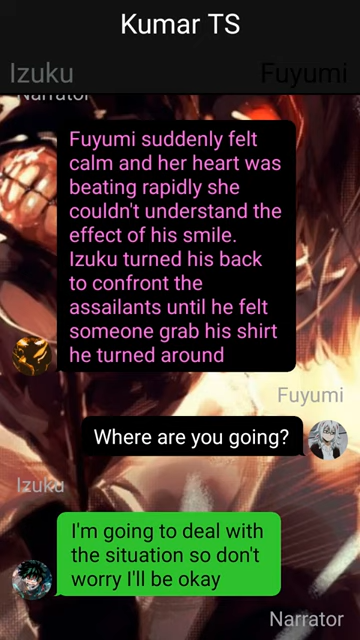 Kumar TS
Izuku
Fuyumi
Narrator
Fuyumi suddenly felt
calm and her heart was
beating rapidly she
couldn't understand the
effect of his smile.
Izuku turned his back
to confront the
assailants until he felt
someone grab his shirt
he turned around
Fuyumi
Where are you going?
Izuku
I'm going to deal with
the situation so don't
worry I'll be okay
Narrator